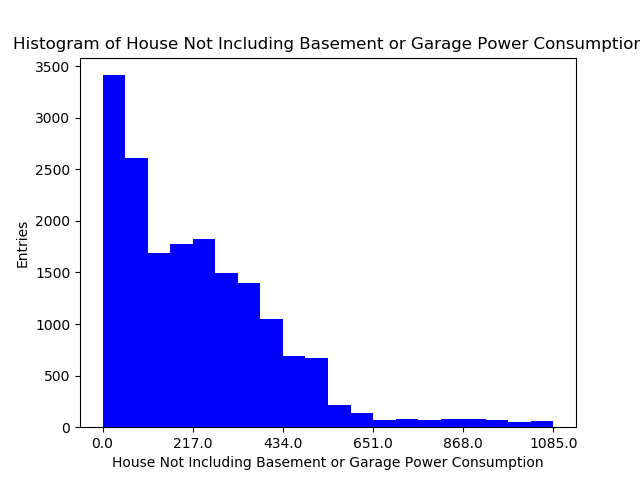 Histogram of House Not Including Basement or Garage Power Consumption
3500
3000
2500
2000
1500
1000
500
0
Entries
0.0 217.0 434.0 651.0 868.0 1085.0
House Not Including Basement or Garage Power Consumption